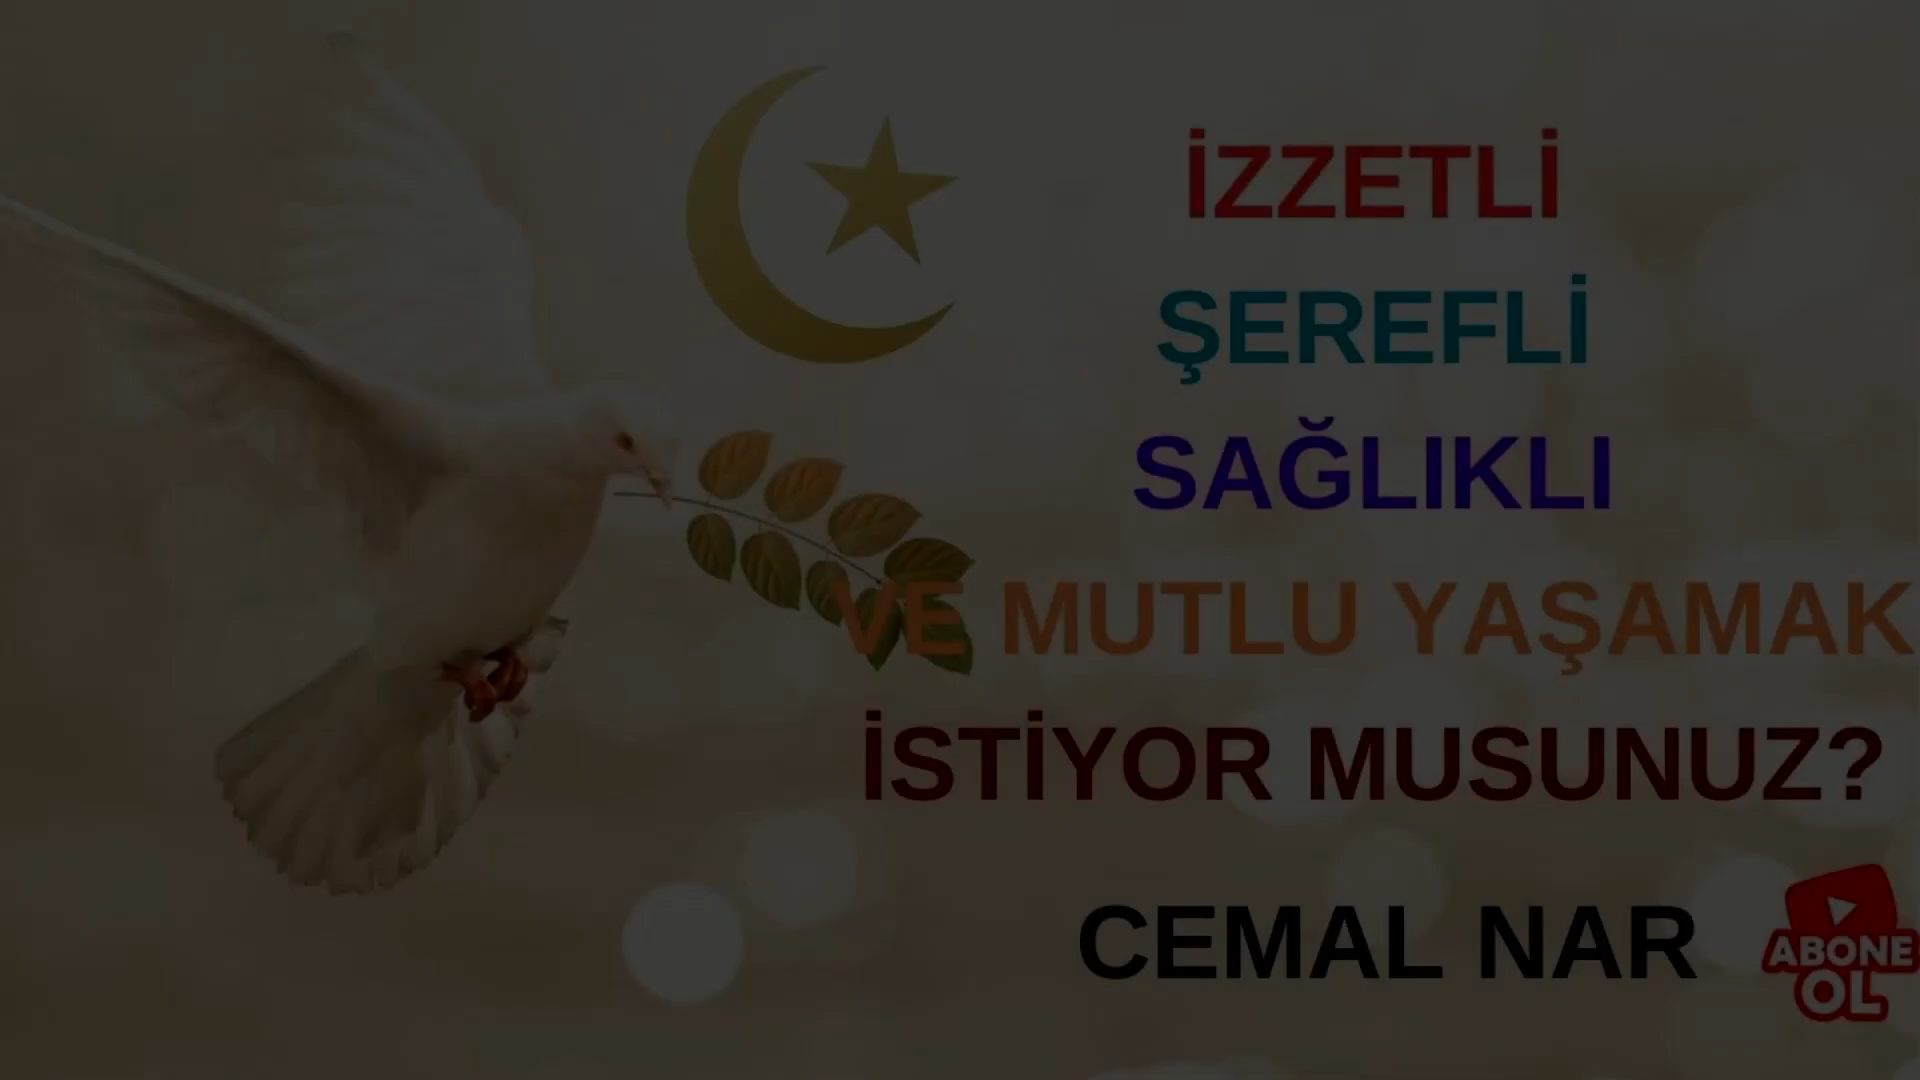 İZZETLİ
ŞEREFLİ
SAĞLIKLI
VE MUTLU YAŞAMAK
İSTİYOR MUSUNUZ?
CEMAL NAR
ABONE
OL